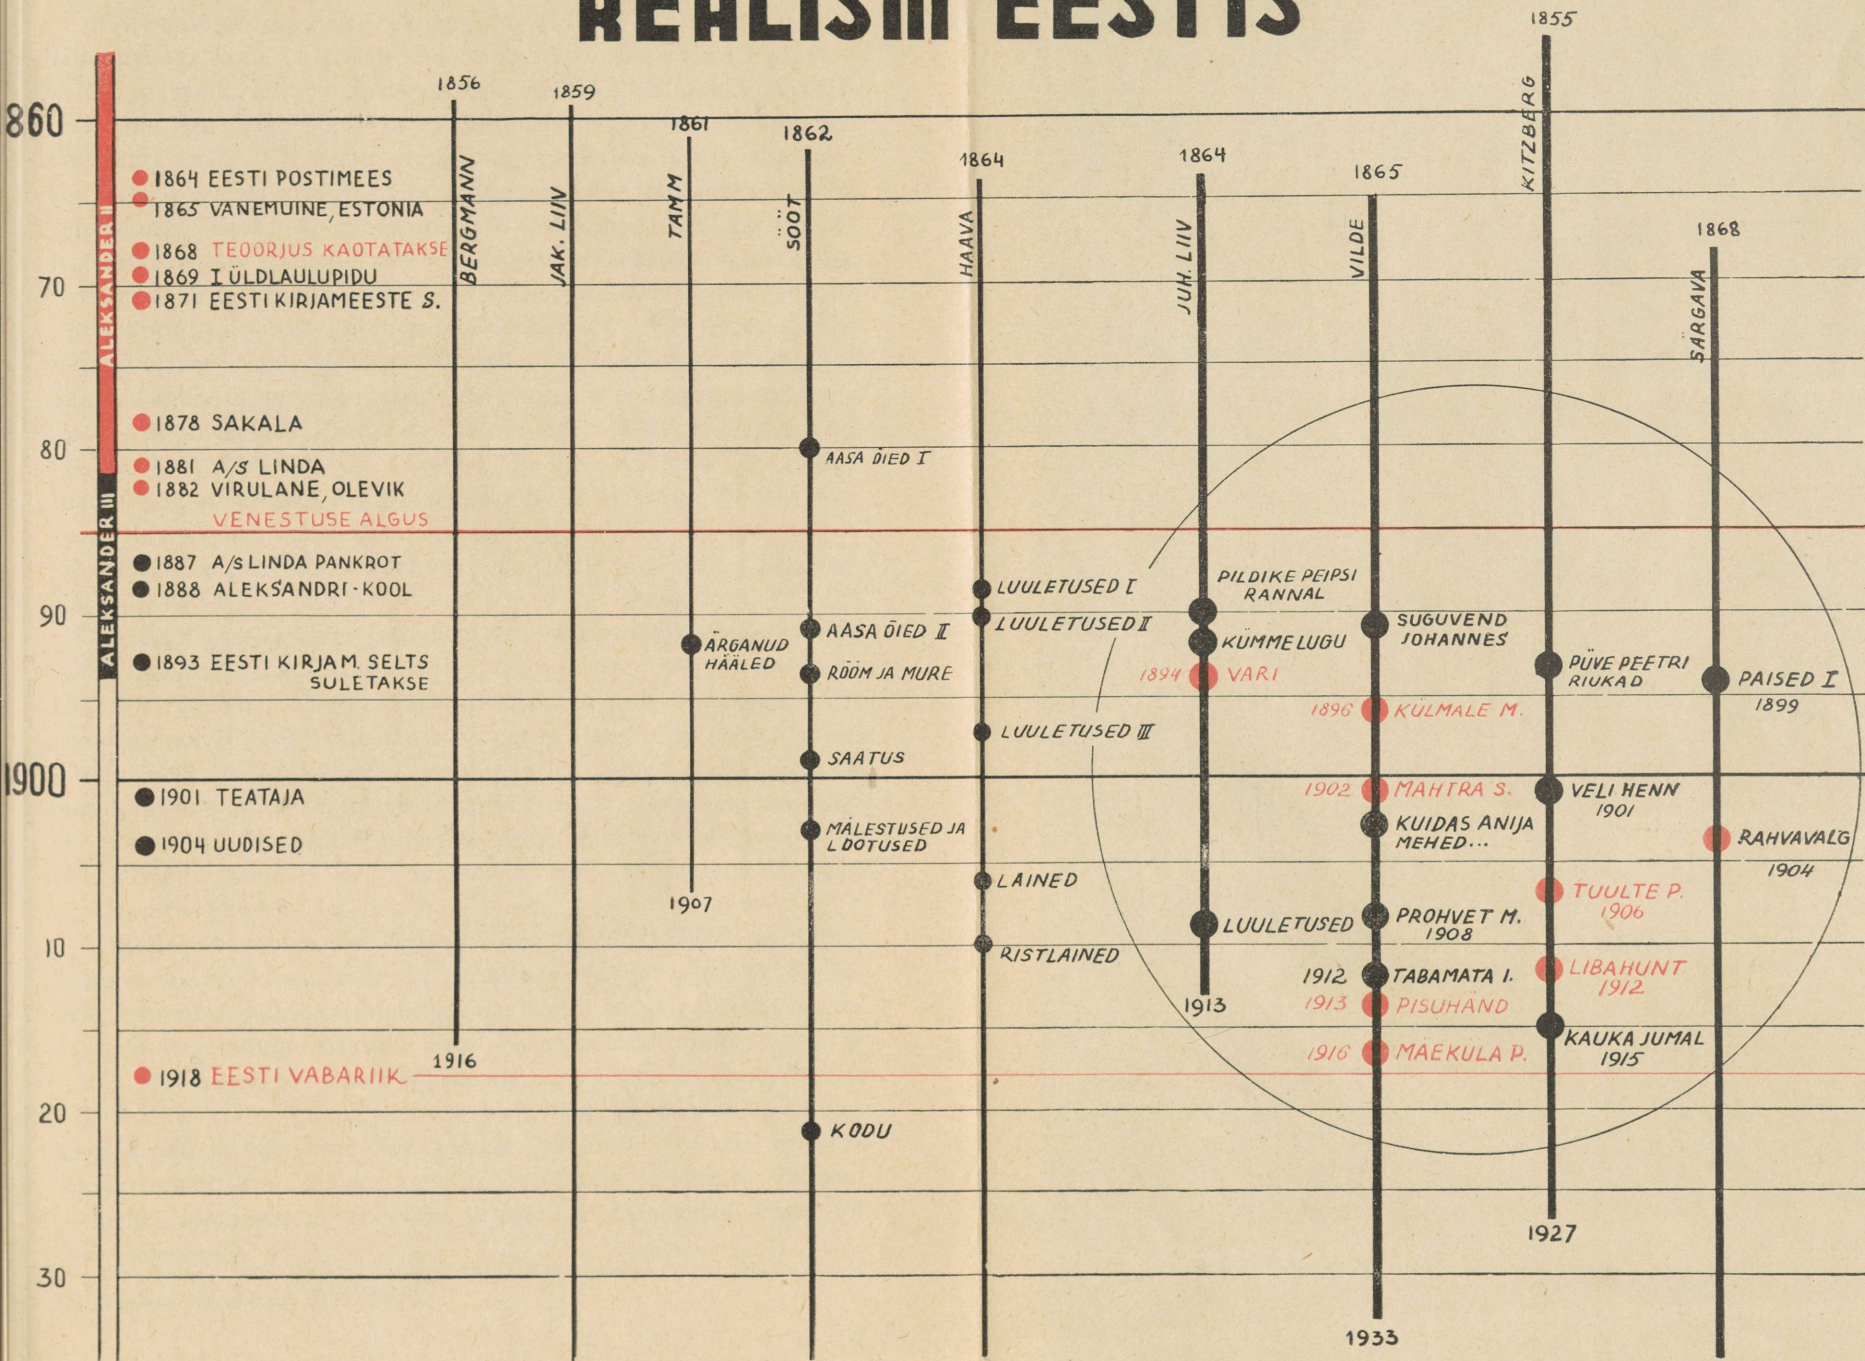 REALISM EESTIS
860
70
80
90
1900
10
20
30
ALEKSANDER II
ALEKSANDER III
1864 EESTI POSTIMEES
1865 VANEMUINE, ESTONIA
1868 TEOORJUS KAOTATAKSE
1869 I ÜLDLAULUPIDU
1871 EESTI KIRJAMEESTE S.
1878 SAKALA
1881 A/S LINDA
1882 VIRULANE, OLEVIK
VENESTUSE ALGUS
1887 A/S LINDA PANKROT
1888 ALEKSANDRI-KOOL
1893 EESTI KIRJAM. SELTS
SULETAKSE
1901 TEATAJA
1904 UUDISED
1918 EESTI VABARIIK
1856
BERGMANN
1916
1859
JAK. LIIV
1861
TAMM
ÄRGANUD
HÄÄLED
1907
1862
SÖÖT
AASA ÕIED I
AASA ÕIED II
RÕÕM JA MURE
SAATUS
MÄLESTUSED JA
LOOTUSED
KODU
1864
HAAVA
LUULETUSED I
LUULETUSED II
LUULETUSED III
LAINED
RISTLAINED
1864
JUH. LIIV
PILDIKE PEIPSI
RANNAL
KÜMME LUGU
1894 VARI
LUULETUSED
1913
1865
VILDE
SUGUVEND
JOHANNES
1896 KÜLMALE M.
1902 MAHTRA S.
KUIDAS ANIJA
MEHED...
PROHVET M.
1908
1912 TABAMATA I.
1913 PISUHÄND
1916 MÄEKÜLA P.
1933
1855
KITZBERG
PÜVE PEETRI
RIUKAD
VELI HENN
1901
TUULTE P.
1906
LIBAHUNT
1912
KAUKA JUMAL
1915
1927
1868
SÄRGAVA
PAISED I
1899
RAHVAVALG
1904